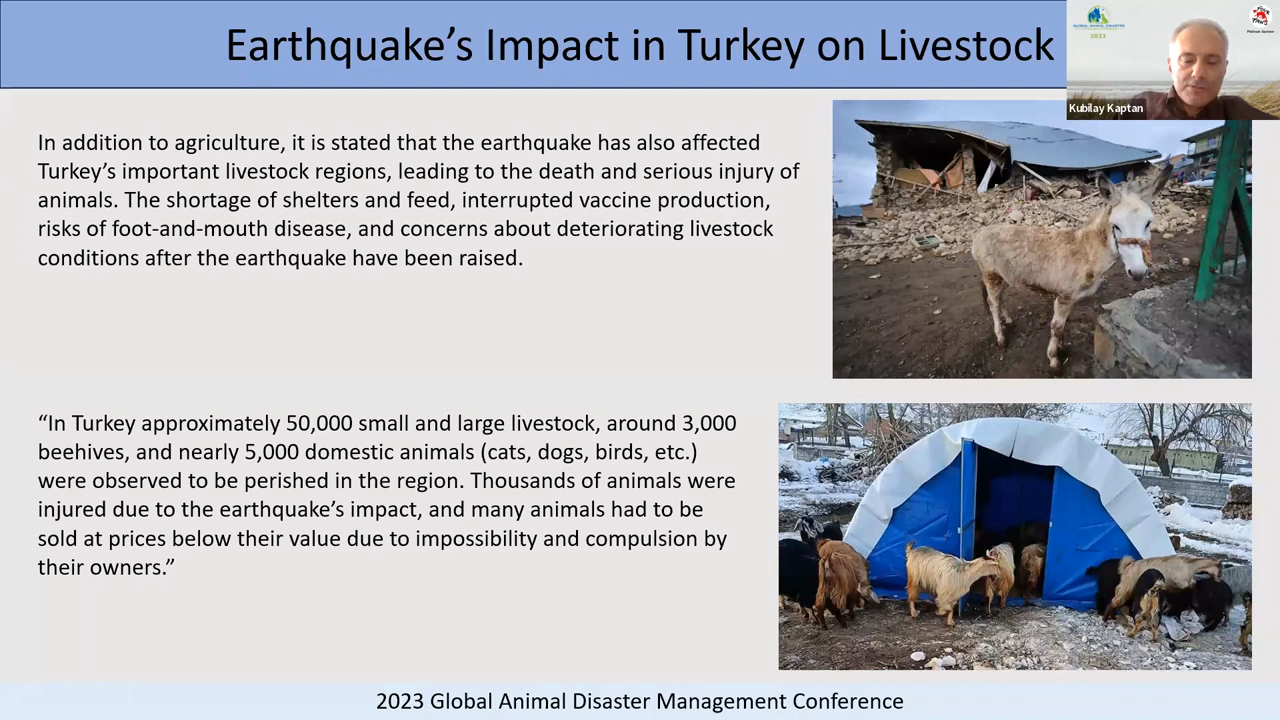 Earthquake’s Impact in Turkey on Livestock
GLOBAL ANIMAL DISASTER
2023
Platinum Sponsor
Kubilay Kaptan
In addition to agriculture, it is stated that the earthquake has also affected
Turkey’s important livestock regions, leading to the death and serious injury of
animals. The shortage of shelters and feed, interrupted vaccine production,
risks of foot-and-mouth disease, and concerns about deteriorating livestock
conditions after the earthquake have been raised.
“In Turkey approximately 50,000 small and large livestock, around 3,000
beehives, and nearly 5,000 domestic animals (cats, dogs, birds, etc.)
were observed to be perished in the region. Thousands of animals were
injured due to the earthquake’s impact, and many animals had to be
sold at prices below their value due to impossibility and compulsion by
their owners.”
2023 Global Animal Disaster Management Conference